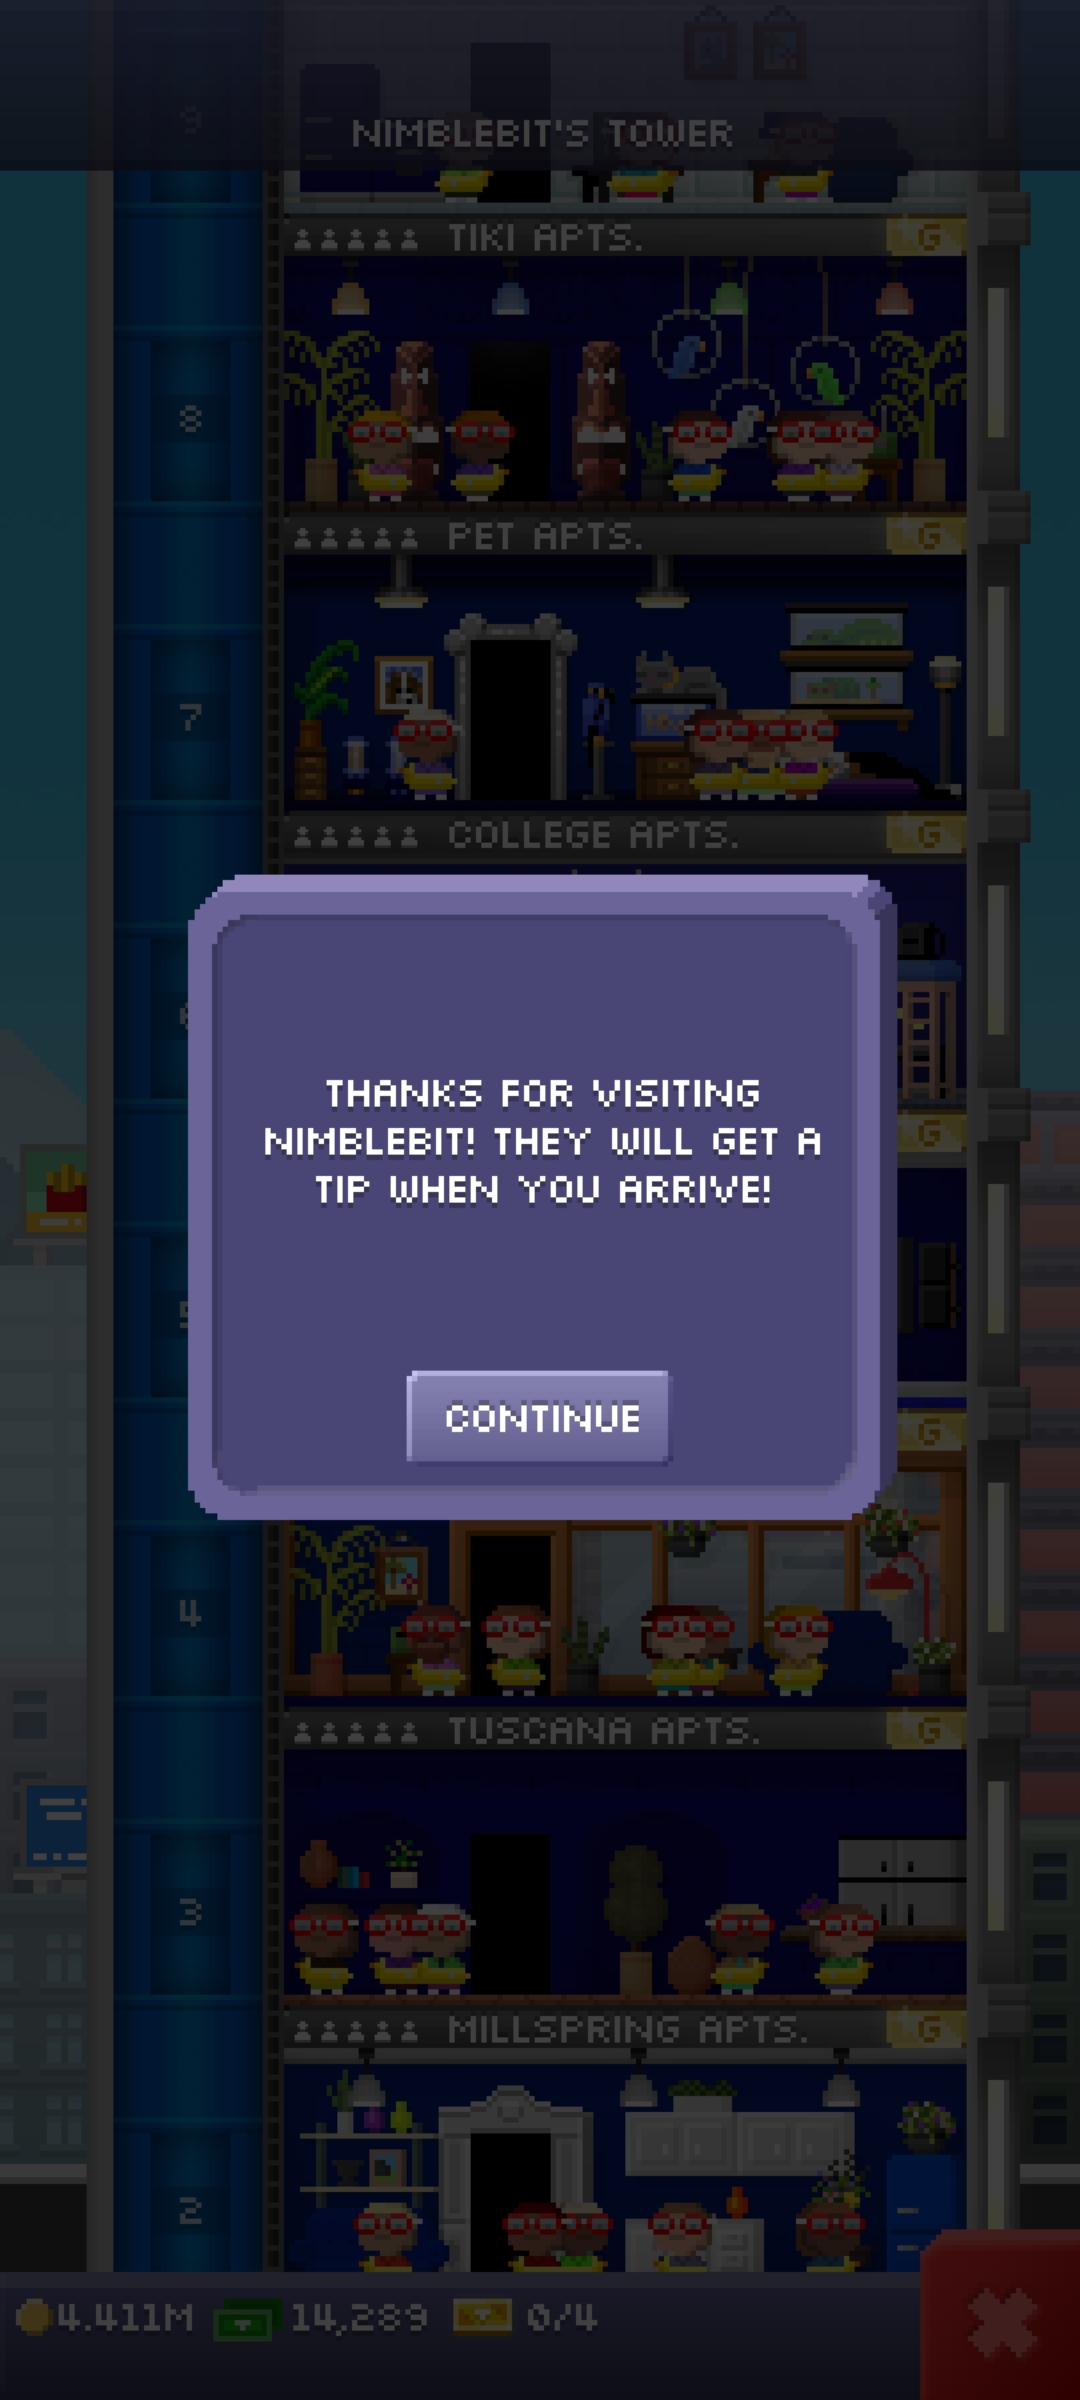 NIMBLEBIT'S TOWER
9
TIKI APTS. G
8
PET APTS. G
7
COLLEGE APTS. G
G
THANKS FOR VISITING
NIMBLEBIT! THEY WILL GET A
TIP WHEN YOU ARRIVE!
5
CONTINUE
G
4
TUSCANA APTS. G
3
MILLSPRING APTS. G
2
4.411M 14,289 0/4